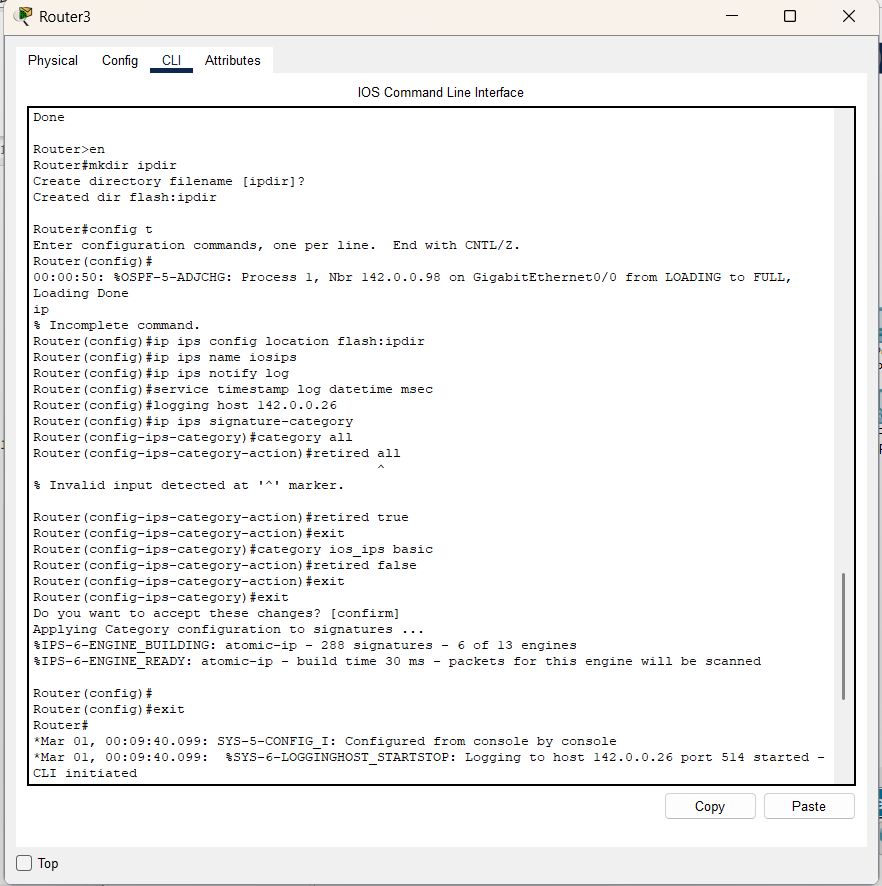 Router3
Physical Config CLI Attributes
IOS Command Line Interface
Done
Router>en
Router#mkdir ipdir
Create directory filename [ipdir]?
Created dir flash:ipdir
Router#config t
Enter configuration commands, one per line.  End with CNTL/Z.
Router(config)#
00:00:50: %OSPF-5-ADJCHG: Process 1, Nbr 142.0.0.98 on GigabitEthernet0/0 from LOADING to FULL,
Loading Done
ip
% Incomplete command.
Router(config)#ip ips config location flash:ipdir
Router(config)#ip ips name iosips
Router(config)#ip ips notify log
Router(config)#service timestamp log datetime msec
Router(config)#logging host 142.0.0.26
Router(config)#ip ips signature-category
Router(config-ips-category)#category all
Router(config-ips-category-action)#retired all
^
% Invalid input detected at '^' marker.
Router(config-ips-category-action)#retired true
Router(config-ips-category-action)#exit
Router(config-ips-category)#category ios_ips basic
Router(config-ips-category-action)#retired false
Router(config-ips-category-action)#exit
Router(config-ips-category)#exit
Do you want to accept these changes? [confirm]
Applying Category configuration to signatures ...
%IPS-6-ENGINE_BUILDING: atomic-ip - 288 signatures - 6 of 13 engines
%IPS-6-ENGINE_READY: atomic-ip - build time 30 ms - packets for this engine will be scanned
Router(config)#
Router(config)#exit
Router#
*Mar 01, 00:09:40.099: SYS-5-CONFIG_I: Configured from console by console
*Mar 01, 00:09:40.099:  %SYS-6-LOGGINGHOST_STARTSTOP: Logging to host 142.0.0.26 port 514 started -
CLI initiated
Copy Paste
Top